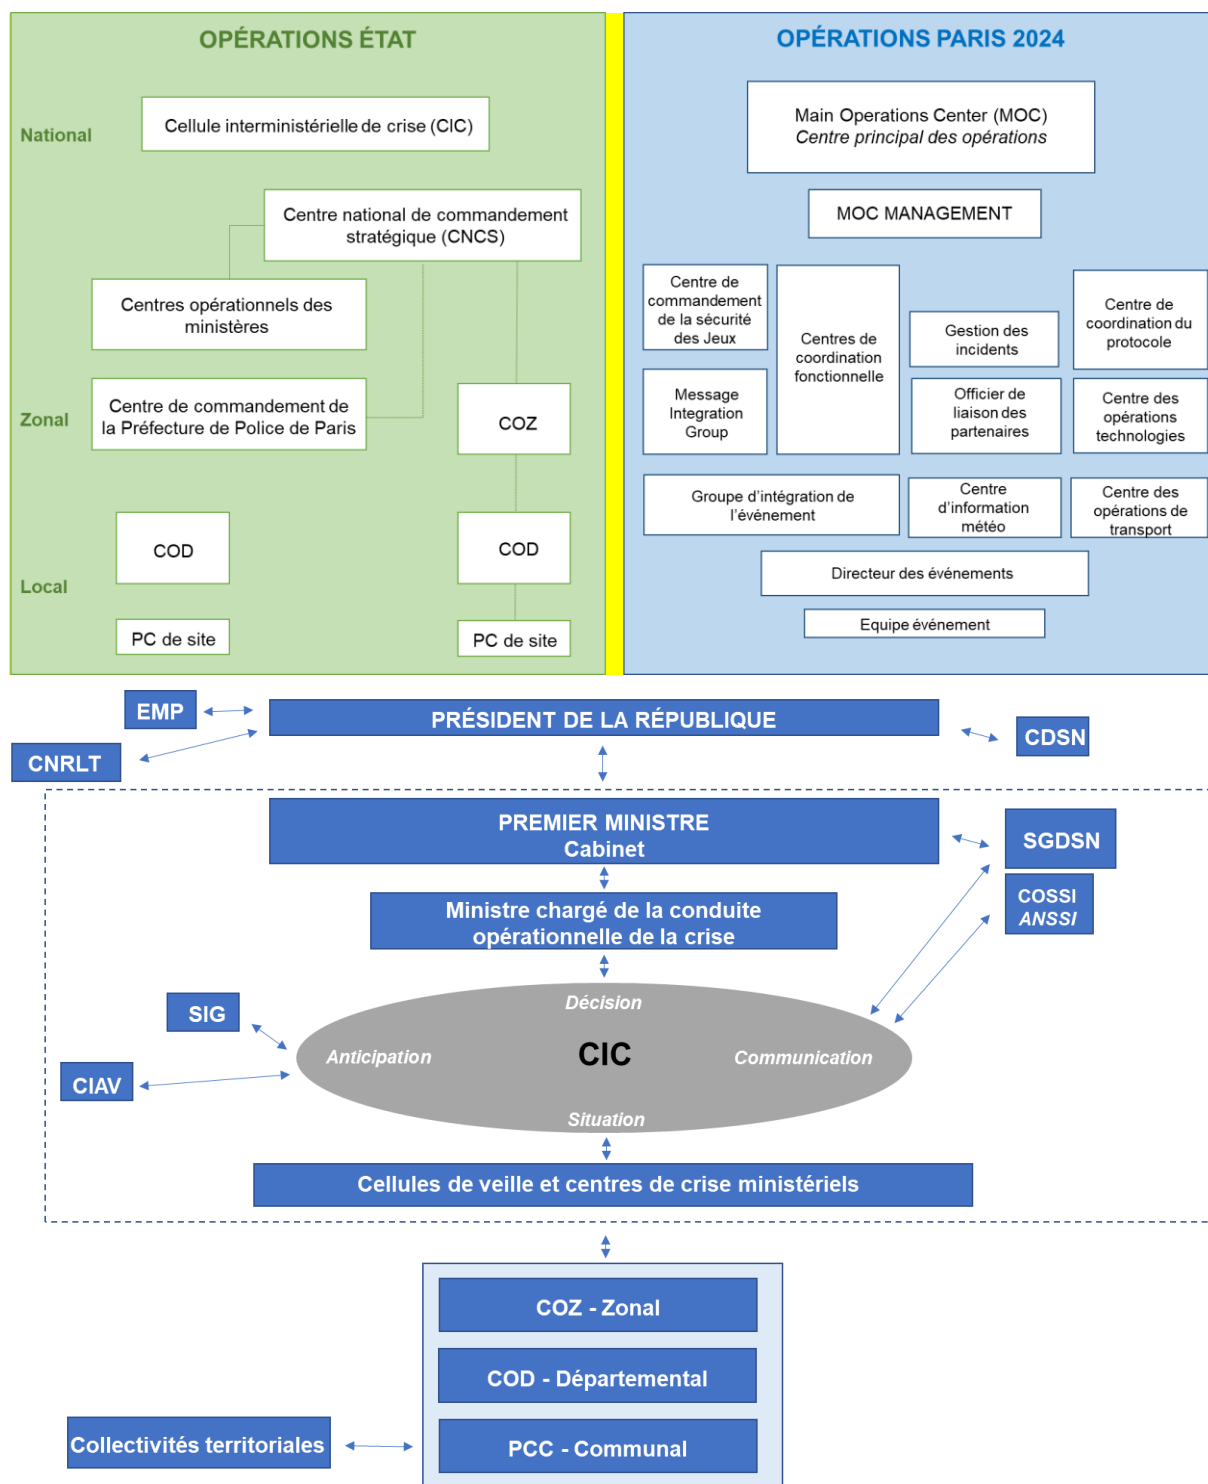 OPÉRATIONS ÉTAT
National
Cellule interministérielle de crise (CIC)
Centre national de commandement
stratégique (CNCS)
Centres opérationnels des
ministères
Zonal
Centre de commandement de
la Préfecture de Police de Paris
COZ
COD
COD
Local
PC de site
PC de site
OPÉRATIONS PARIS 2024
Main Operations Center (MOC)
Centre principal des opérations
MOC MANAGEMENT
Centre de
commandement
de la sécurité
des Jeux
Centres de
coordination
fonctionnelle
Gestion des
incidents
Centre de
coordination du
protocole
Message
Integration
Group
Officier de
liaison des
partenaires
Centre des
opérations
technologies
Groupe d'intégration de
l'événement
Centre
d'information
météo
Centre des
opérations de
transport
Directeur des événements
Equipe événement
EMP
PRÉSIDENT DE LA RÉPUBLIQUE
CNRLT
CDSN
PREMIER MINISTRE
Cabinet
SGDSN
COSSI
ANSSI
Ministre chargé de la conduite
opérationnelle de la crise
SIG
CIAV
Décision
Anticipation
CIC
Communication
Situation
Cellules de veille et centres de crise ministériels
COZ - Zonal
COD - Départemental
PCC - Communal
Collectivités territoriales